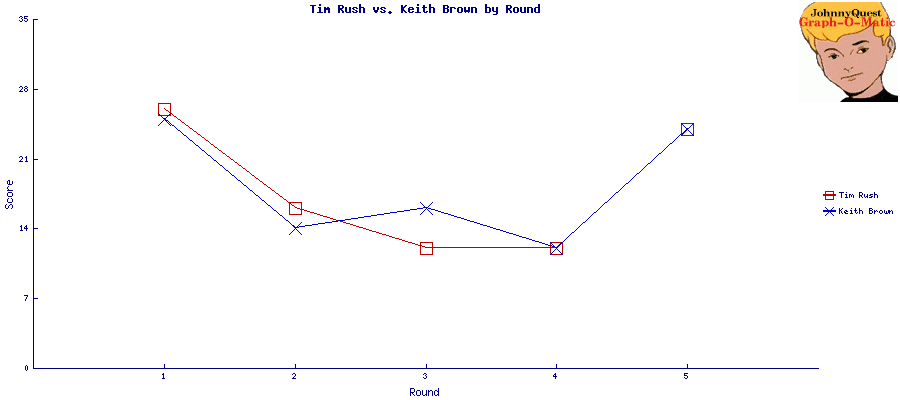 Tim Rush vs. Keith Brown by Round
JohnnyQuest
Graph-O-Matic
35
28
21
14
7
0
Score
1 2 3 4 5
Round
Tim Rush
Keith Brown